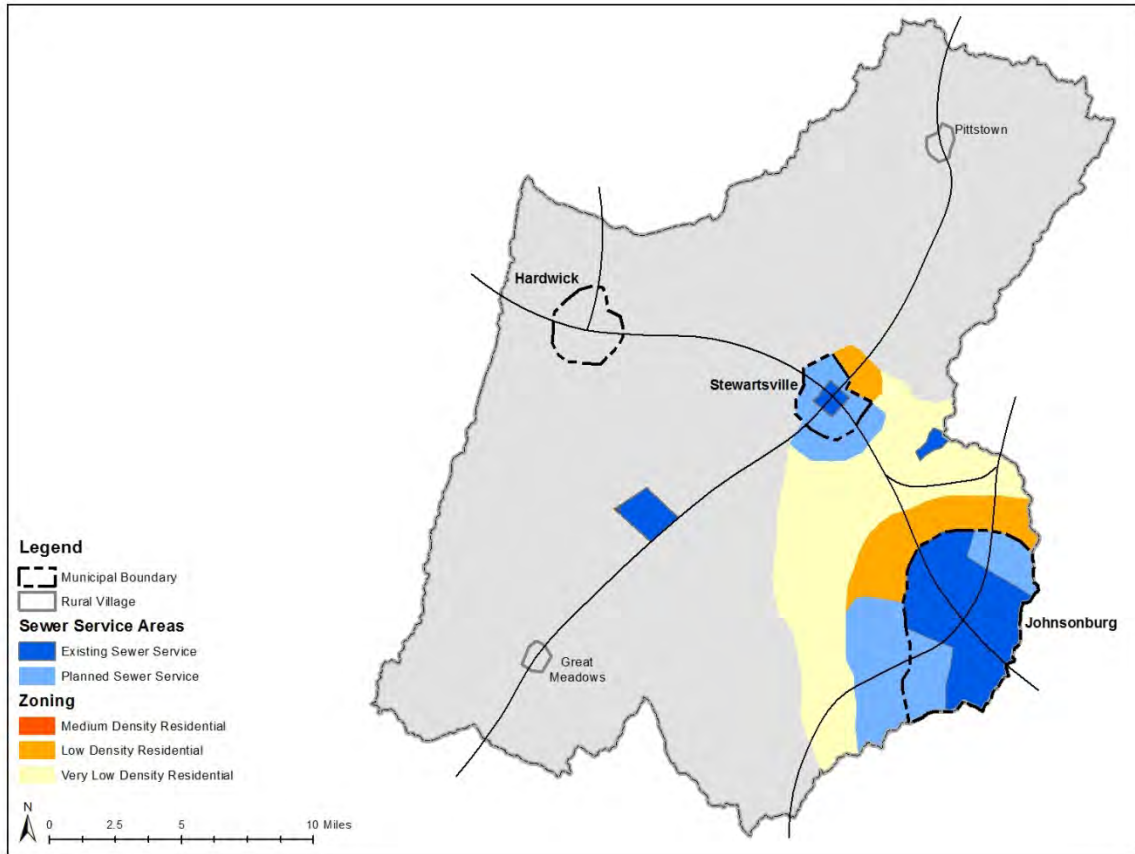 Pittstown
Hardwick
Stewartsville
Johnsonburg
Great
Meadows
Legend
Municipal Boundary
Rural Village
Sewer Service Areas
Existing Sewer Service
Planned Sewer Service
Zoning
Medium Density Residential
Low Density Residential
Very Low Density Residential
N
0 2.5 5 10 Miles